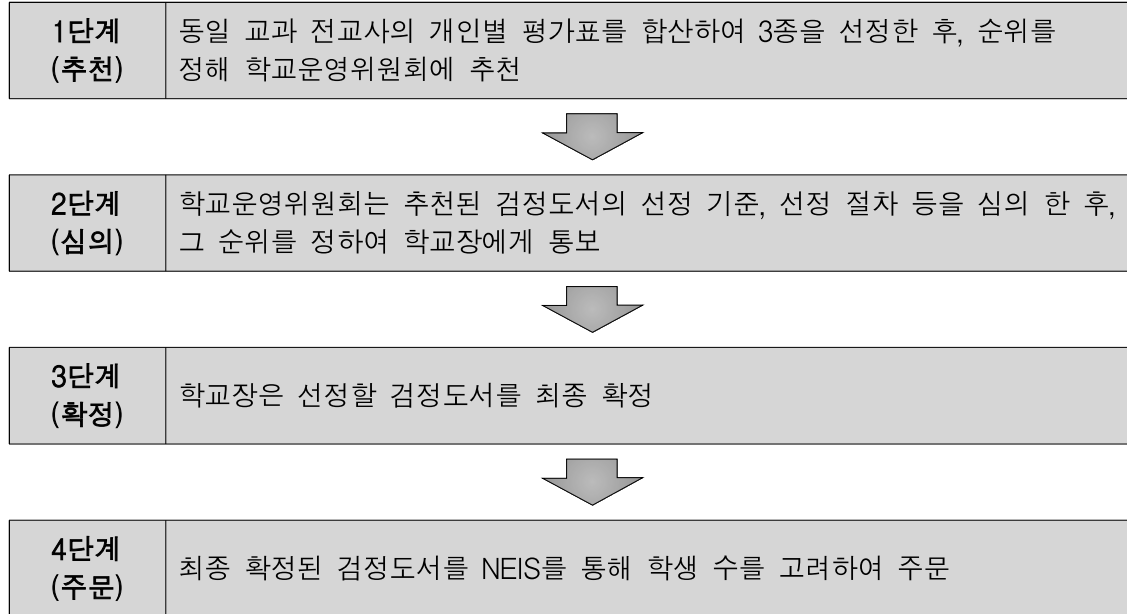 1단계
(추천)
동일 교과 전교사의 개인별 평가표를 합산하여 3종을 선정한 후, 순위를
정해 학교운영위원회에 추천
2단계
(심의)
학교운영위원회는 추천된 검정도서의 선정 기준, 선정 절차 등을 심의 한 후,
그 순위를 정하여 학교장에게 통보
3단계
(확정)
학교장은 선정할 검정도서를 최종 확정
4단계
(주문)
최종 확정된 검정도서를 NEIS를 통해 학생 수를 고려하여 주문